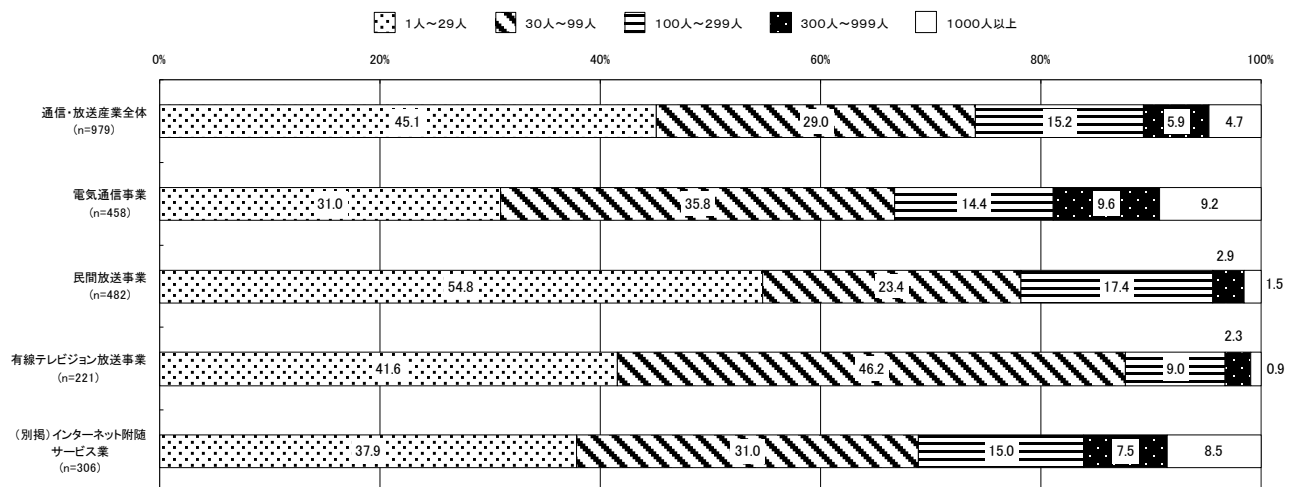 1人～29人 30人～99人 100人～299人 300人～999人 1000人以上
0% 20% 40% 60% 80% 100%
通信・放送産業全体
(n=979)
45.1 29.0 15.2 5.9 4.7
電気通信事業
(n=458)
31.0 35.8 14.4 9.6 9.2
民間放送事業
(n=482)
54.8 23.4 17.4 2.9 1.5
有線テレビジョン放送事業
(n=221)
41.6 46.2 9.0 2.3 0.9
（別掲）インターネット附随
サービス業
(n=306)
37.9 31.0 15.0 7.5 8.5